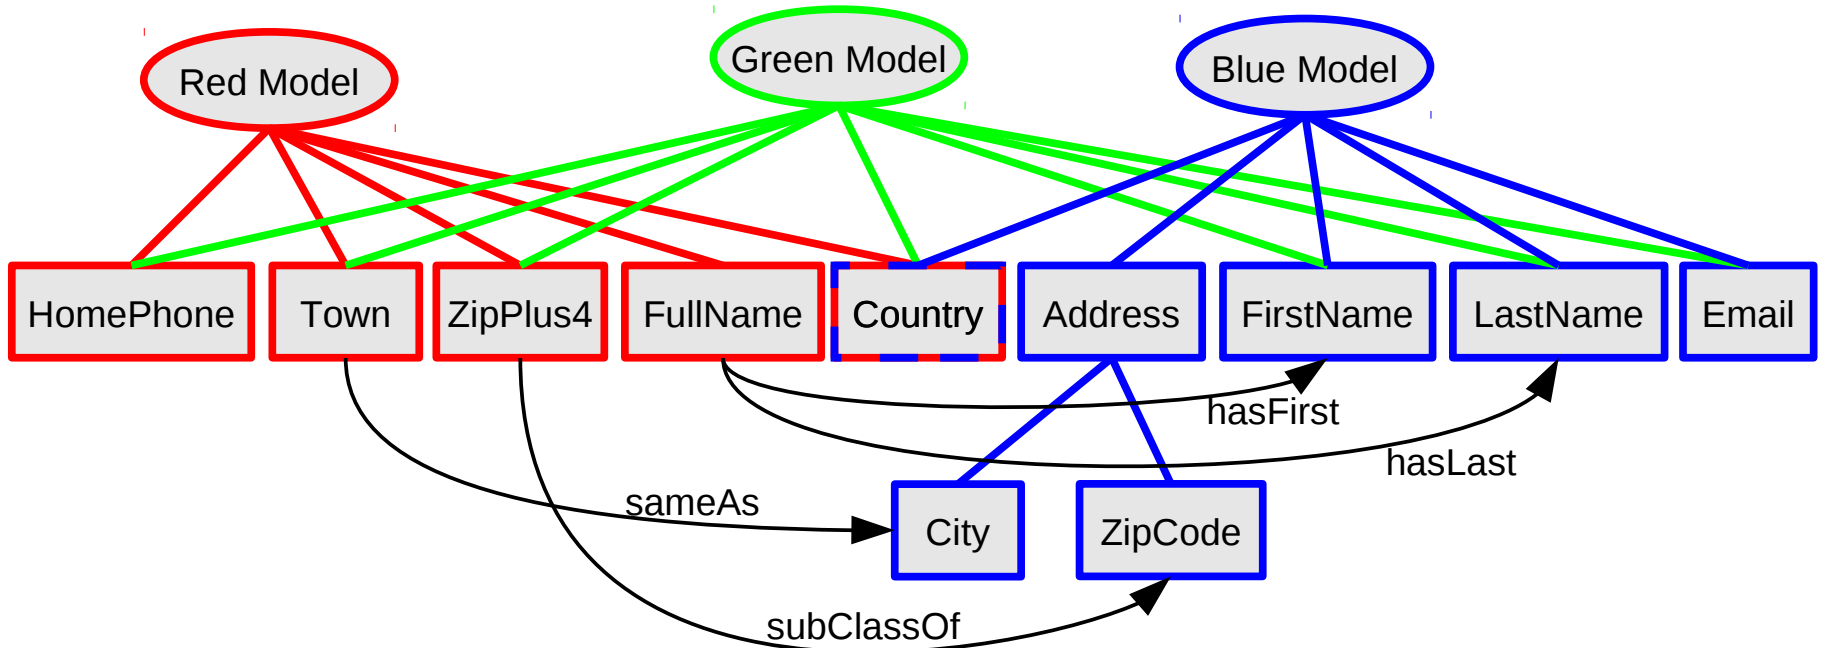 Red Model
Green Model
Blue Model
HomePhone
Town
ZipPlus4
FullName
Country
Address
FirstName
LastName
Email
hasFirst
hasLast
sameAs
City
ZipCode
subClassOf